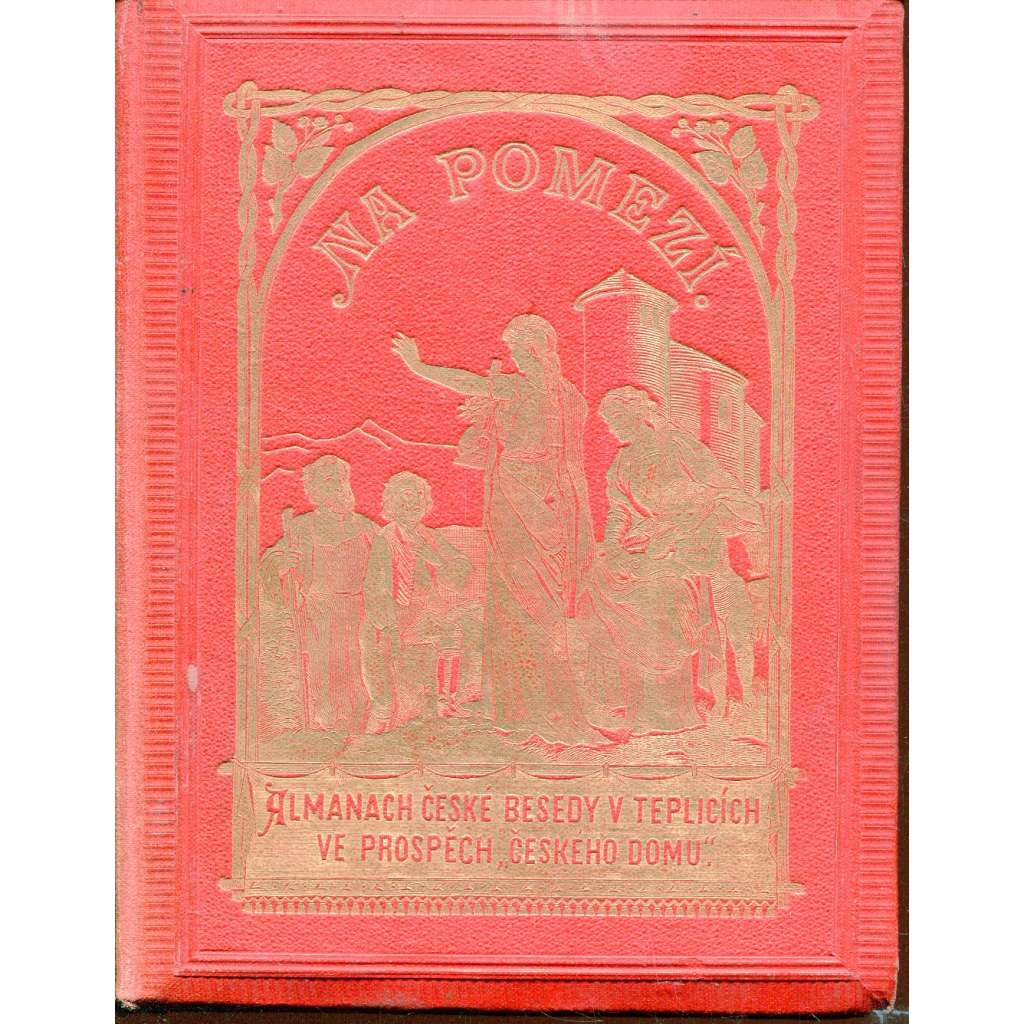 NA POMEZÍ.
ALMANACH ČESKÉ BESEDY V TEPLICÍCH
VE PROSPĚCH „ČESKÉHO DOMU“.